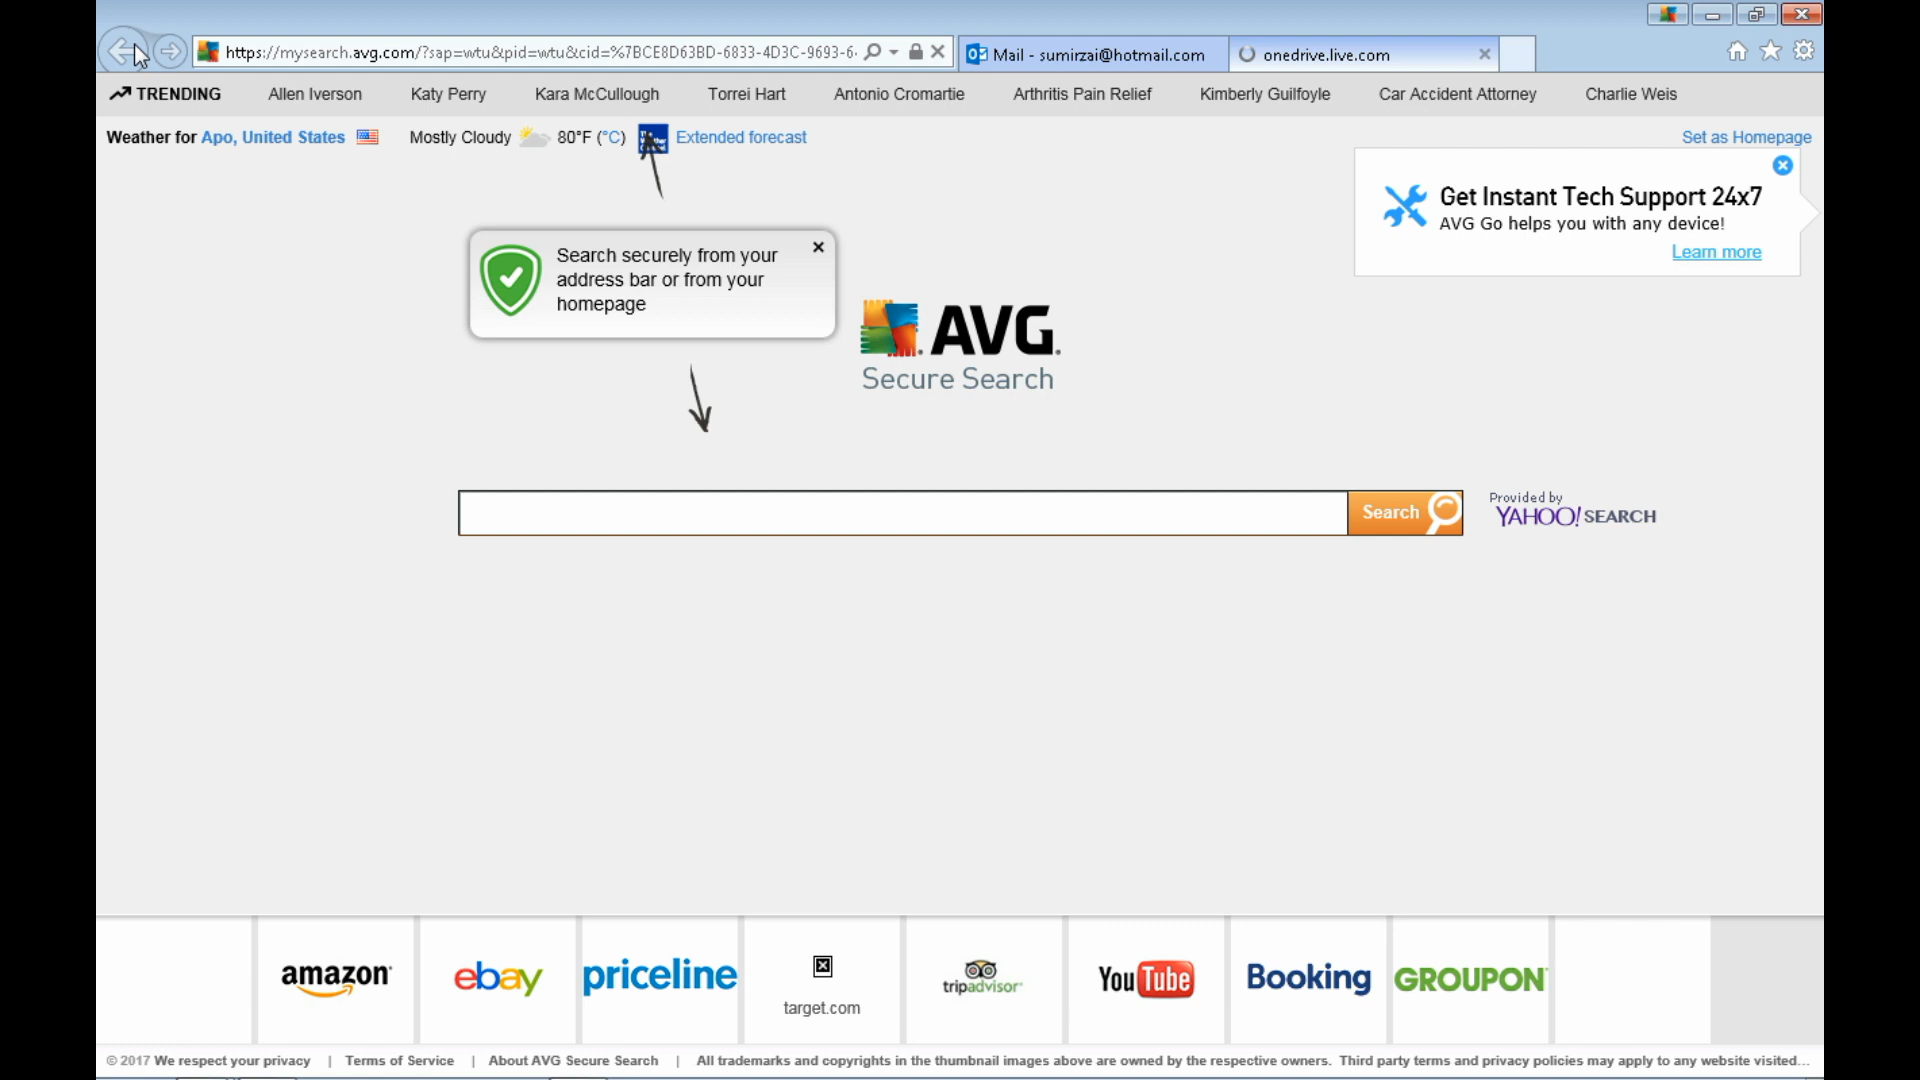 https://mysearch.avg.com/?sap=wtu&pid=wtu&cid=%7BCE8D63BD-6833-4D3C-9693-6
Mail - sumirzai@hotmail.com
onedrive.live.com
TRENDING
Allen Iverson
Katy Perry
Kara McCullough
Torrei Hart
Antonio Cromartie
Arthritis Pain Relief
Kimberly Guilfoyle
Car Accident Attorney
Charlie Weis
Weather for Apo, United States
Mostly Cloudy
80°F (°C)
Extended forecast
Set as Homepage
Get Instant Tech Support 24x7
AVG Go helps you with any device!
Learn more
Search securely from your
address bar or from your
homepage
AVG
Secure Search
Search
Provided by
YAHOO! SEARCH
amazon
ebay
priceline
target.com
tripadvisor
YouTube
Booking
GROUPON
© 2017 We respect your privacy | Terms of Service | About AVG Secure Search | All trademarks and copyrights in the thumbnail images above are owned by the respective owners. Third party terms and privacy policies may apply to any website visited...